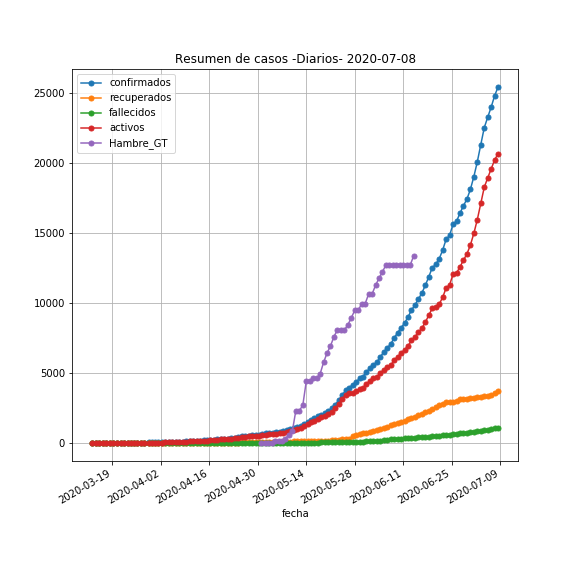 Resumen de casos -Diarios- 2020-07-08
confirmados
recuperados
fallecidos
activos
Hambre_GT
25000
20000
15000
10000
5000
0
2020-03-19
2020-04-02
2020-04-16
2020-04-30
2020-05-14
2020-05-28
2020-06-11
2020-06-25
2020-07-09
fecha